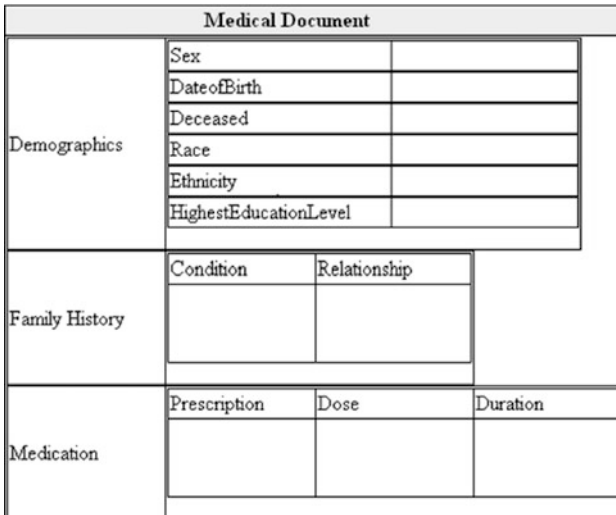 Medical Document
Demographics
Sex
DateofBirth
Deceased
Race
Ethnicity
HighestEducationLevel
Family History
Condition Relationship
Medication
Prescription Dose Duration